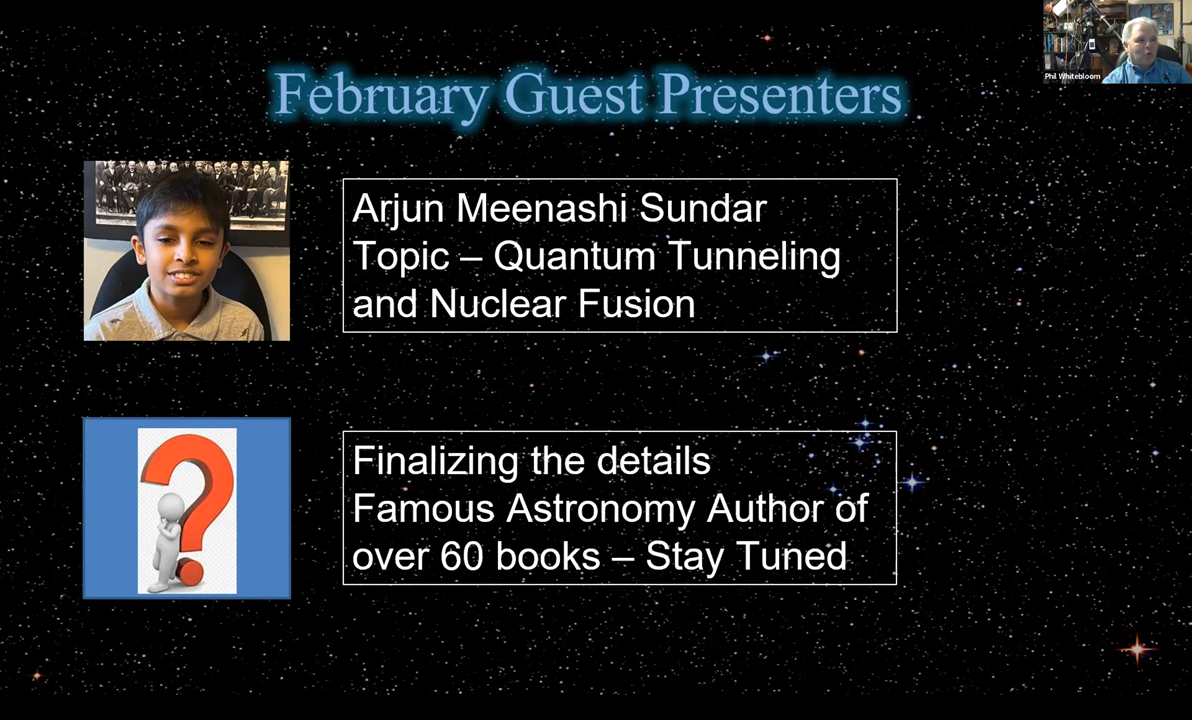 Phil Whitebloom
February Guest Presenters
Arjun Meenashi Sundar
Topic – Quantum Tunneling
and Nuclear Fusion
Finalizing the details
Famous Astronomy Author of
over 60 books – Stay Tuned